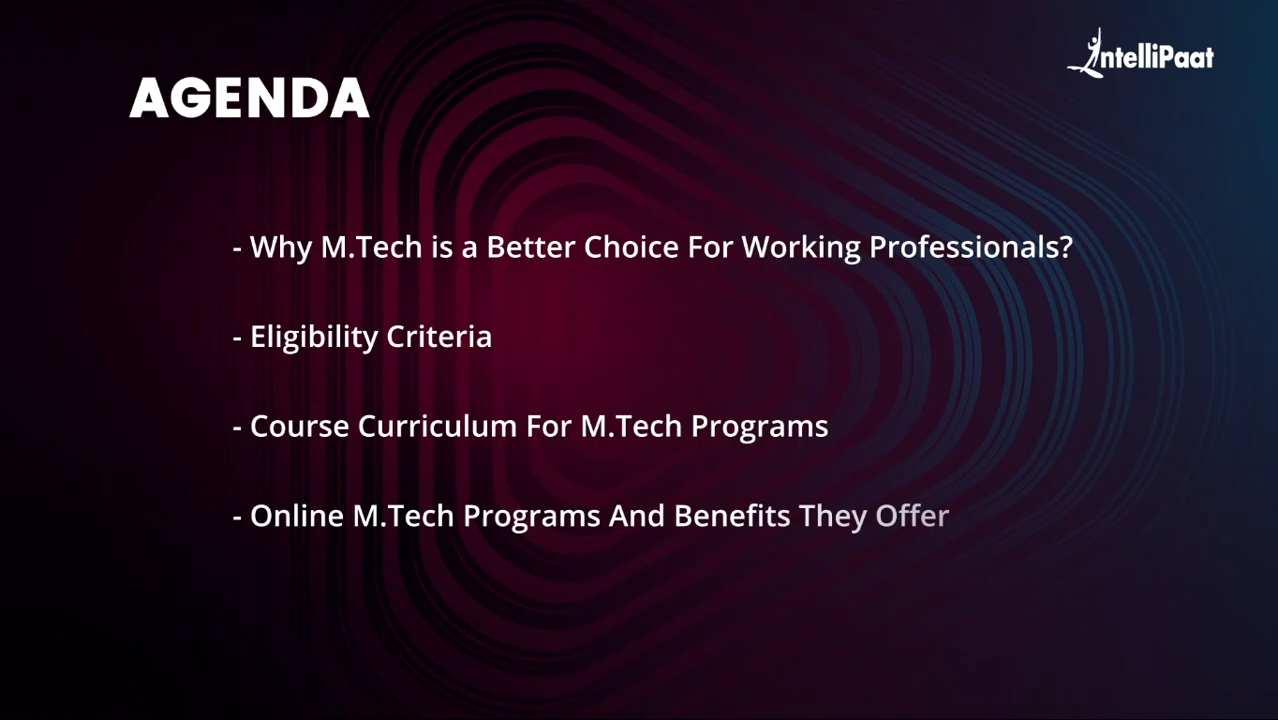 IntelliPaat
AGENDA
- Why M.Tech is a Better Choice For Working Professionals?
- Eligibility Criteria
- Course Curriculum For M.Tech Programs
- Online M.Tech Programs And Benefits They Offer